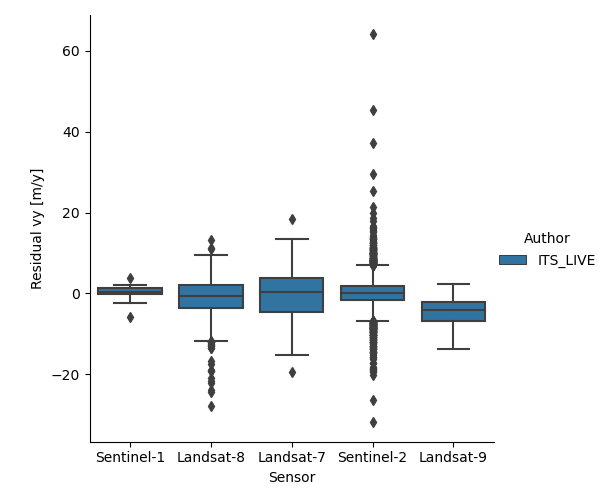 60
40
20
0
−20
Residual vy [m/y]
Sentinel-1 Landsat-8 Landsat-7 Sentinel-2 Landsat-9
Sensor
Author
ITS_LIVE